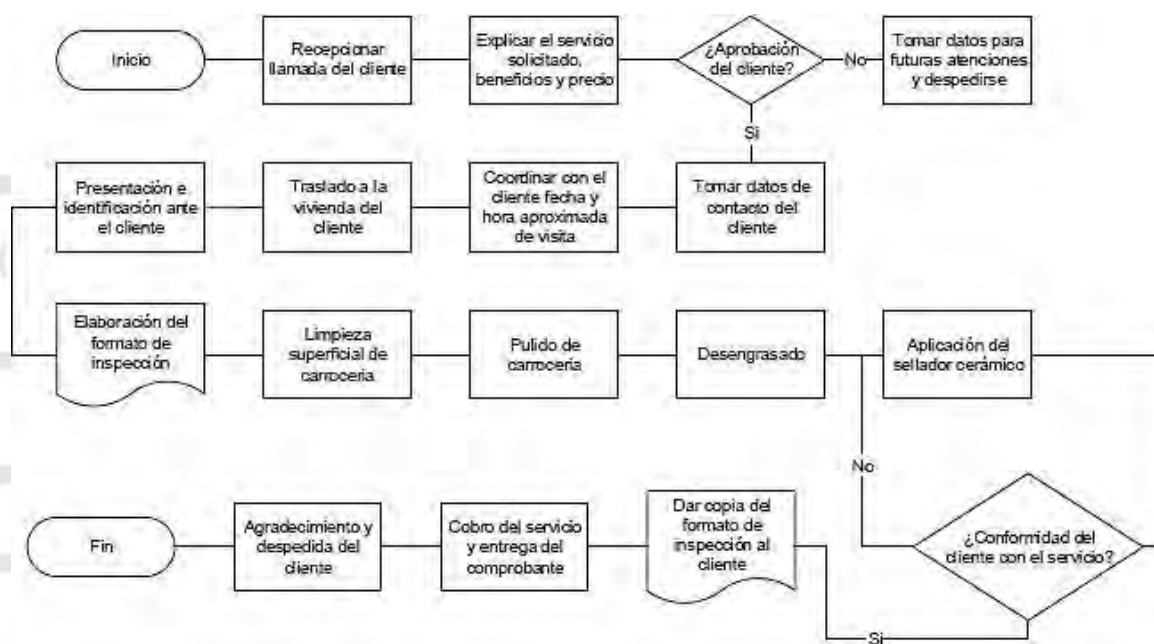 Inicio
Recepcionar
llamada del cliente
Explicar el servicio
solicitado,
beneficios y precio
¿Aprobación
del cliente?
No
Tomar datos para
futuras atenciones
y despedirse
Si
Presentación e
identificación ante
el cliente
Traslado a la
vivienda del
cliente
Coordinar con el
cliente fecha y
hora aproximada
de visita
Tomar datos de
contacto del
cliente
Elaboración del
formato de
inspección
Limpieza
superficial de
carrocería
Pulido de
carrocería
Desengrasado
Aplicación del
sellador cerámico
No
Fin
Agradecimiento y
despedida del
cliente
Cobro del servicio
y entrega del
comprobante
Dar copia del
formato de
inspección al
cliente
¿Conformidad del
cliente con el servicio?
Si